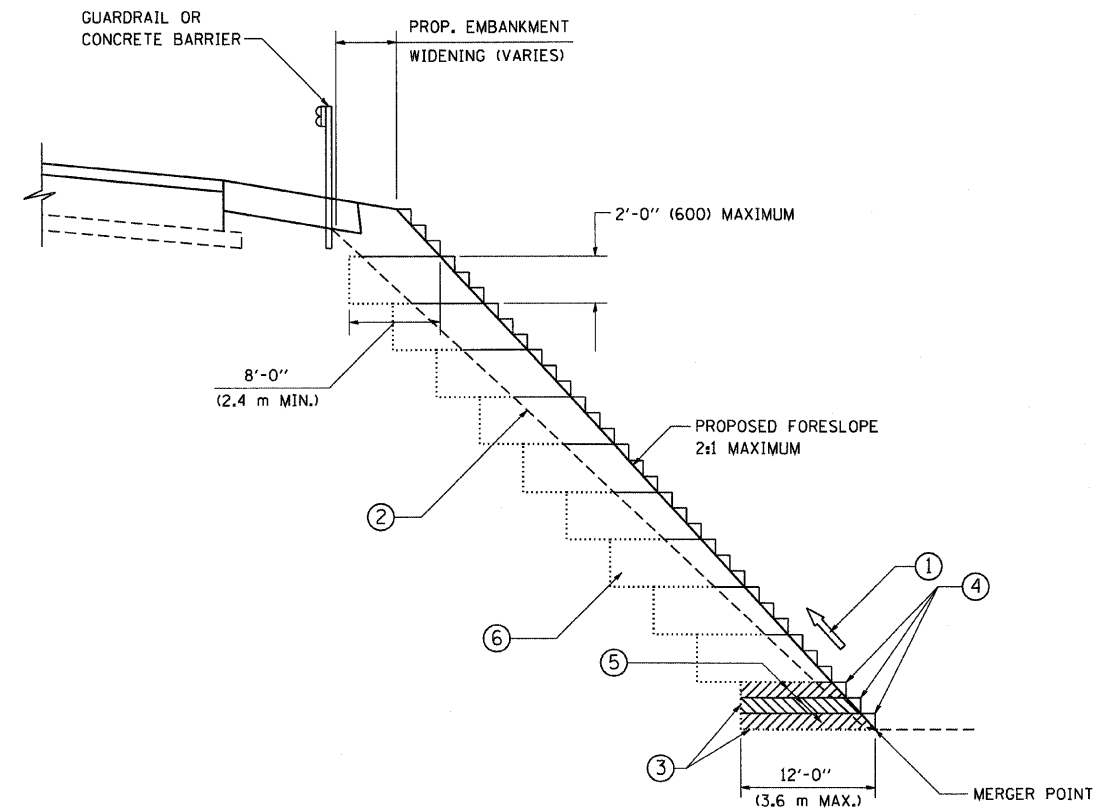 GUARDRAIL OR
CONCRETE BARRIER
PROP. EMBANKMENT
WIDENING (VARIES)
2'-0" (600) MAXIMUM
8'-0"
(2.4 m MIN.)
PROPOSED FORESLOPE
2:1 MAXIMUM
2
1
4
6
5
3
12'-0"
(3.6 m MAX.)
MERGER POINT